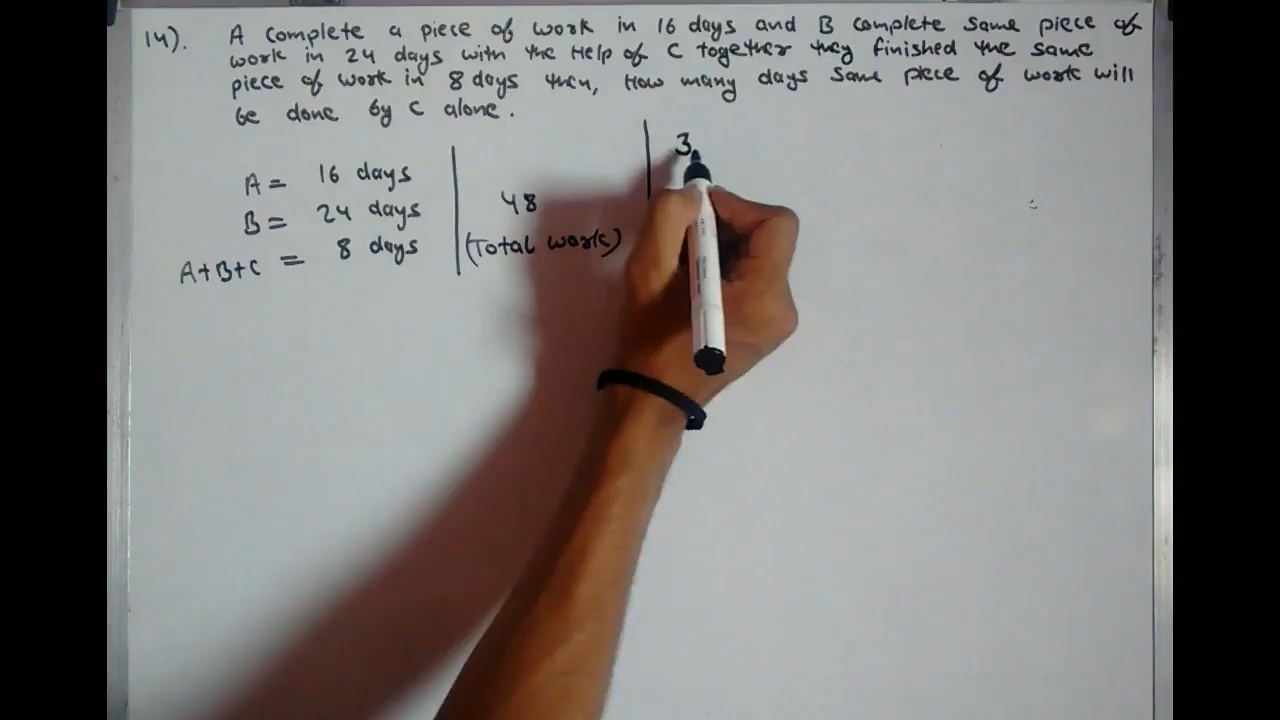 14). A complete a piece of work in 16 days and B complete same piece of
work in 24 days with the Help of C together they finished the same
piece of work in 8 days then, How many days same piece of work will
be done by C alone.
A = 16 days
B = 24 days
A+B+C = 8 days
48
(Total work)
3